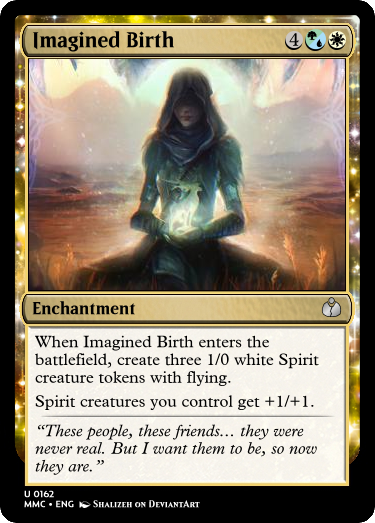 Imagined Birth 4
Enchantment
When Imagined Birth enters the
battlefield, create three 1/0 white Spirit
creature tokens with flying.
Spirit creatures you control get +1/+1.
“These people, these friends… they were
never real. But I want them to be, so now
they are.”
U 0162
MMC • ENG Shalizeh on DeviantArt